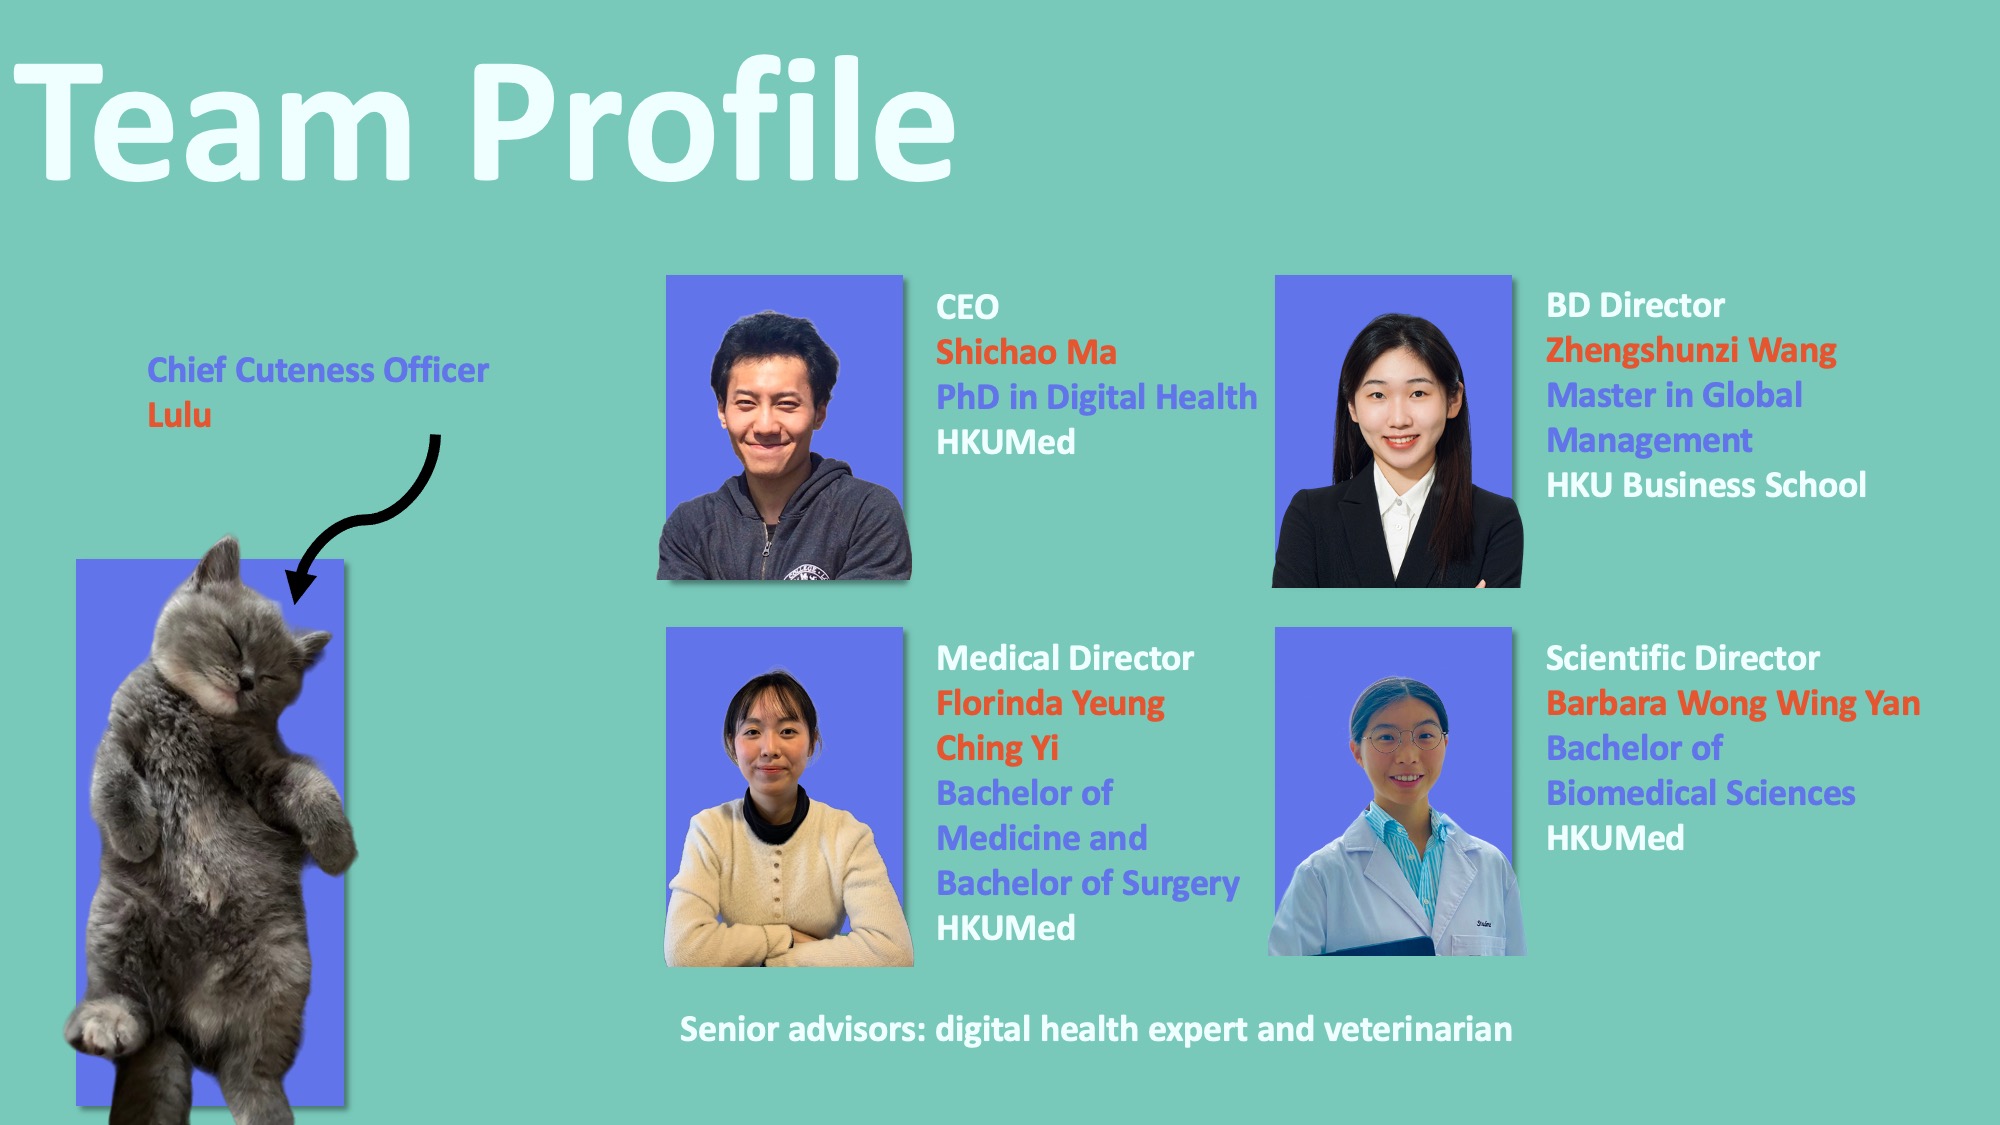 Team Profile
Chief Cuteness Officer
Lulu
CEO
Shichao Ma
PhD in Digital Health
HKUMed
BD Director
Zhengshunzi Wang
Master in Global
Management
HKU Business School
Medical Director
Florinda Yeung
Ching Yi
Bachelor of
Medicine and
Bachelor of Surgery
HKUMed
Scientific Director
Barbara Wong Wing Yan
Bachelor of
Biomedical Sciences
HKUMed
Senior advisors: digital health expert and veterinarian
COLLEGE